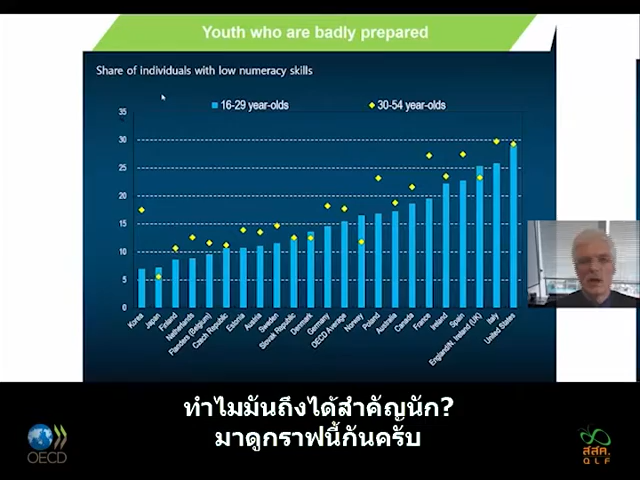 Youth who are badly prepared
Share of individuals with low numeracy skills
16-29 year-olds
30-54 year-olds
35
30
25
20
15
10
5
0
Korea
Japan
Finland
Netherlands
Flanders (Belgium)
Czech Republic
Estonia
Austria
Sweden
Slovak Republic
Denmark
Germany
OECD Average
Norway
Poland
Australia
Canada
France
Ireland
Spain
England/N. Ireland (UK)
Italy
United States
ทำไมมันถึงได้สำคัญนัก?
มาดูกราฟนี้กันครับ
OECD
สสค.
QLF